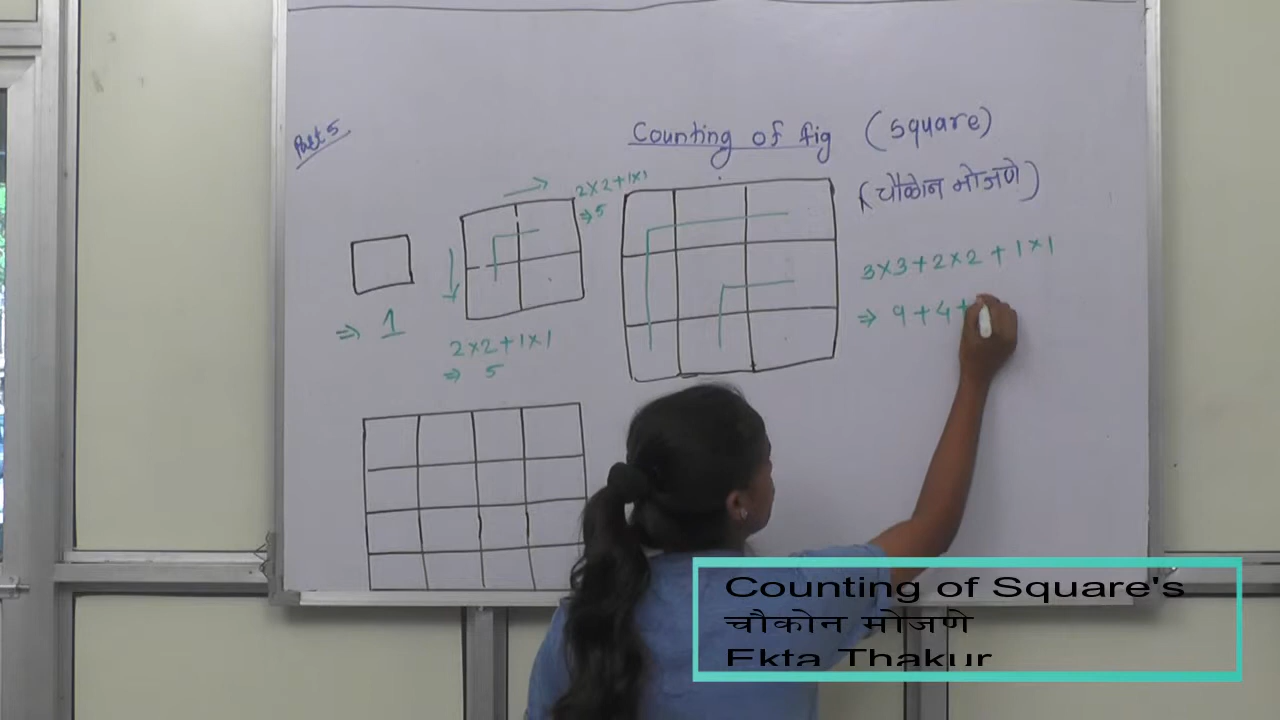 Part 5
Counting of fig (square)
(चौकोन मोजणे)
2×2+1×1
⇒ 5
⇒ 1
2×2+1×1
⇒ 5
3×3+2×2+1×1
⇒ 9+4+
Counting of Square's
चौकोन मोजणे
Ekta Thakur